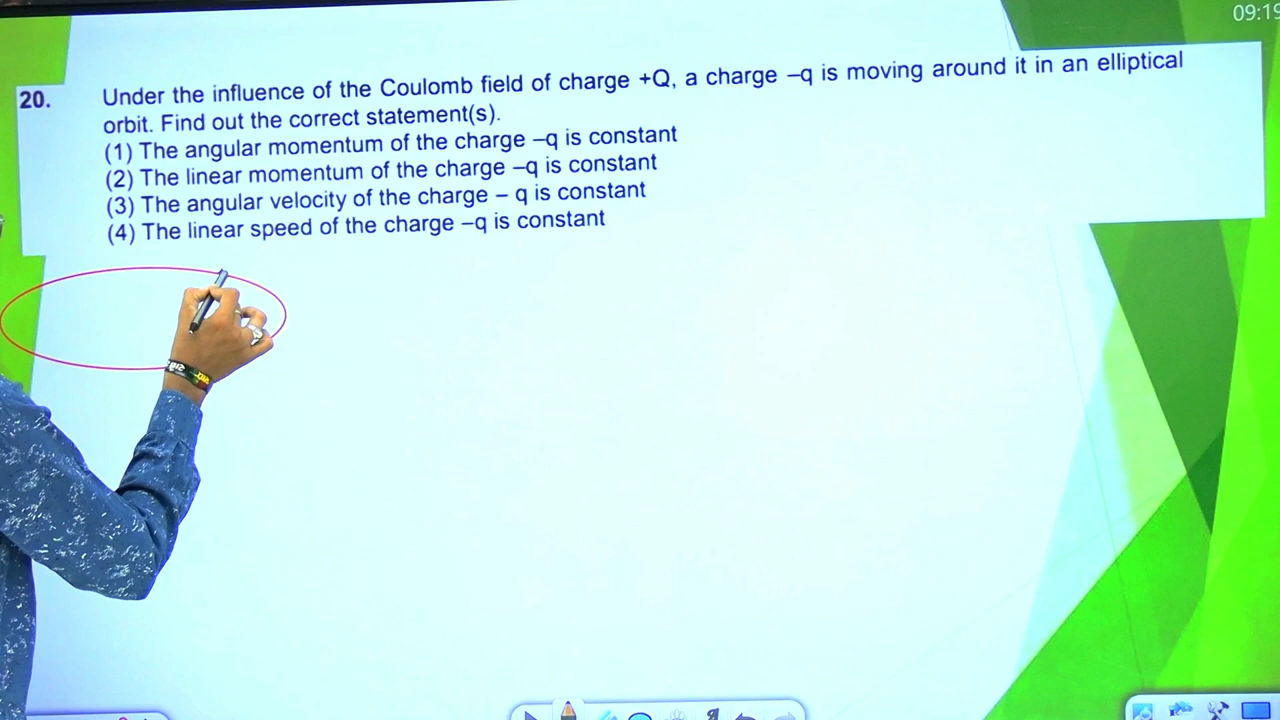 09:19
20. Under the influence of the Coulomb field of charge +Q, a charge –q is moving around it in an elliptical
orbit. Find out the correct statement(s).
(1) The angular momentum of the charge –q is constant
(2) The linear momentum of the charge –q is constant
(3) The angular velocity of the charge – q is constant
(4) The linear speed of the charge –q is constant